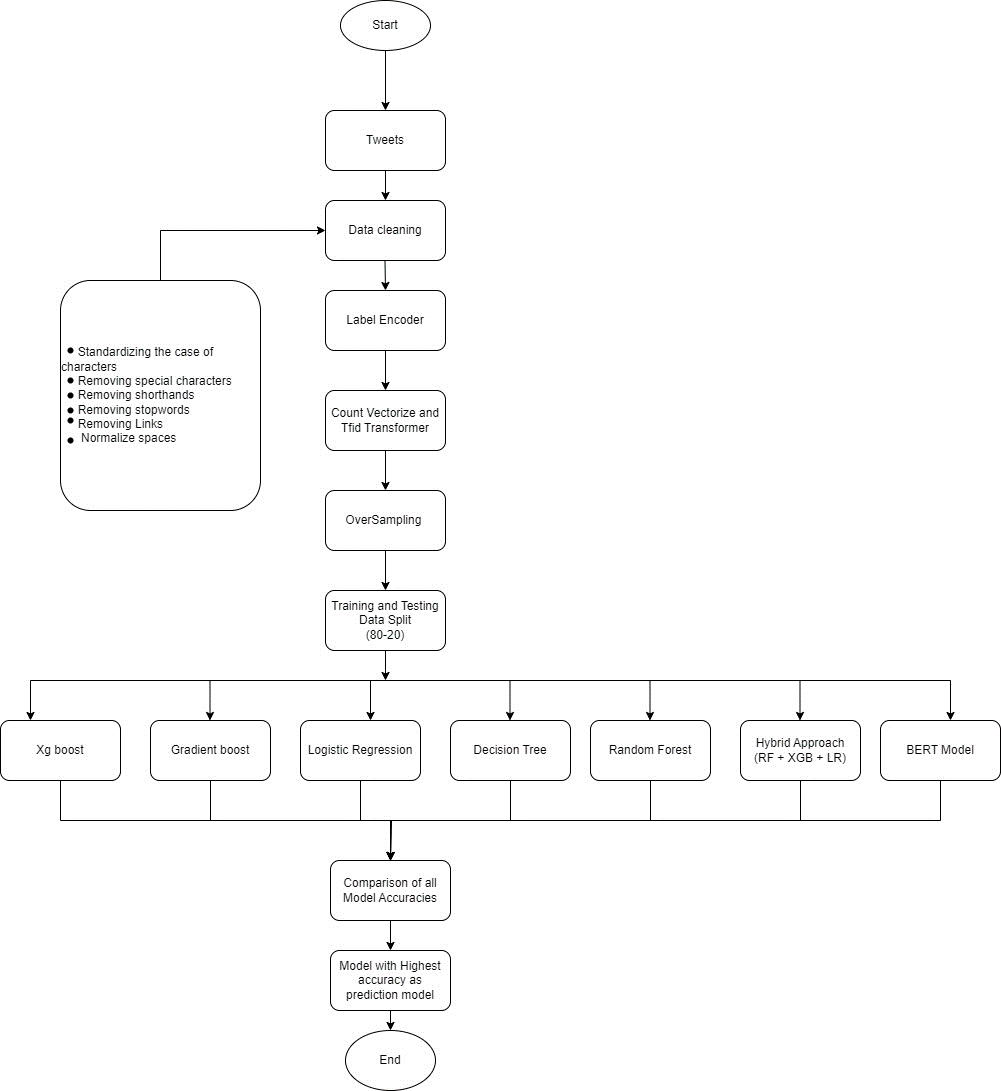 Start
Tweets
Data cleaning
Label Encoder
• Standardizing the case of
characters
• Removing special characters
• Removing shorthands
• Removing stopwords
• Removing Links
• Normalize spaces
Count Vectorize and
Tfid Transformer
OverSampling
Training and Testing
Data Split
(80-20)
Xg boost
Gradient boost
Logistic Regression
Decision Tree
Random Forest
Hybrid Approach
(RF + XGB + LR)
BERT Model
Comparison of all
Model Accuracies
Model with Highest
accuracy as
prediction model
End